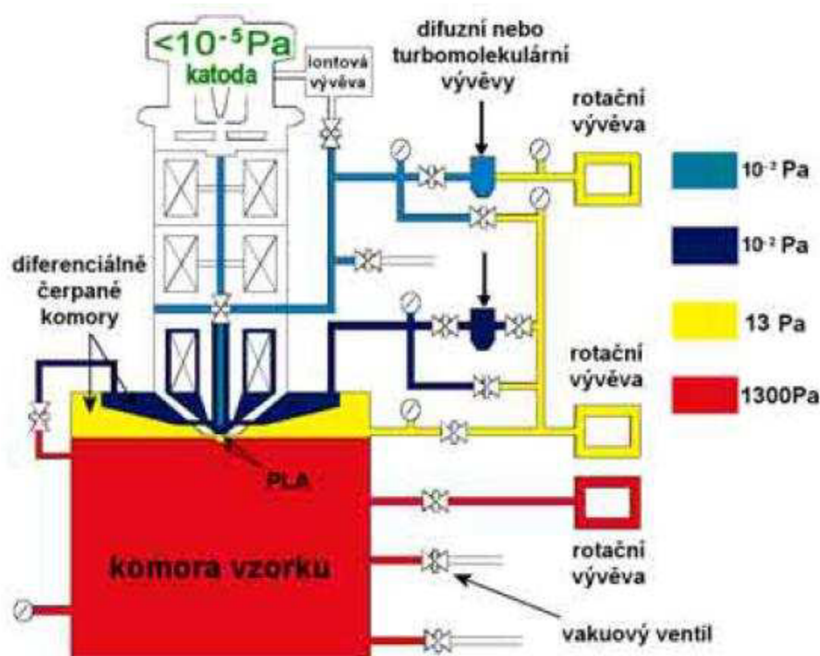 <10⁻⁵Pa
katoda
iontová
vývěva
difuzní nebo
turbomolekulární
vývěvy
rotační
vývěva
10⁻³ Pa
10⁻² Pa
13 Pa
1300Pa
diferenciálně
čerpané
komory
rotační
vývěva
PLA
komora vzorku
rotační
vývěva
vakuový ventil